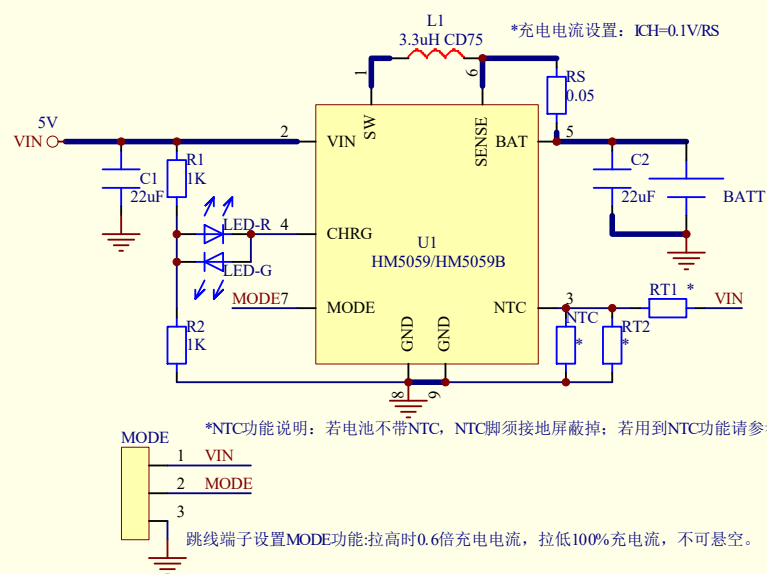 L1
3.3uH CD75
*充电电流设置：ICH=0.1V/RS
1
6
RS
0.05
5V
VIN
2
VIN
SW
SENSE
BAT
5
R1
1K
C1
22uF
C2
22uF
BATT
LED-R
4
CHRG
U1
HM5059/HM5059B
LED-G
MODE
7
MODE
NTC
3
RT1
*
VIN
R2
1K
GND
GND
NTC
*
RT2
*
8
9
*NTC功能说明：若电池不带NTC，NTC脚须接地屏蔽掉；若用到NTC功能请参
MODE
1
VIN
2
MODE
3
跳线端子设置MODE功能:拉高时0.6倍充电电流，拉低100%充电流，不可悬空。